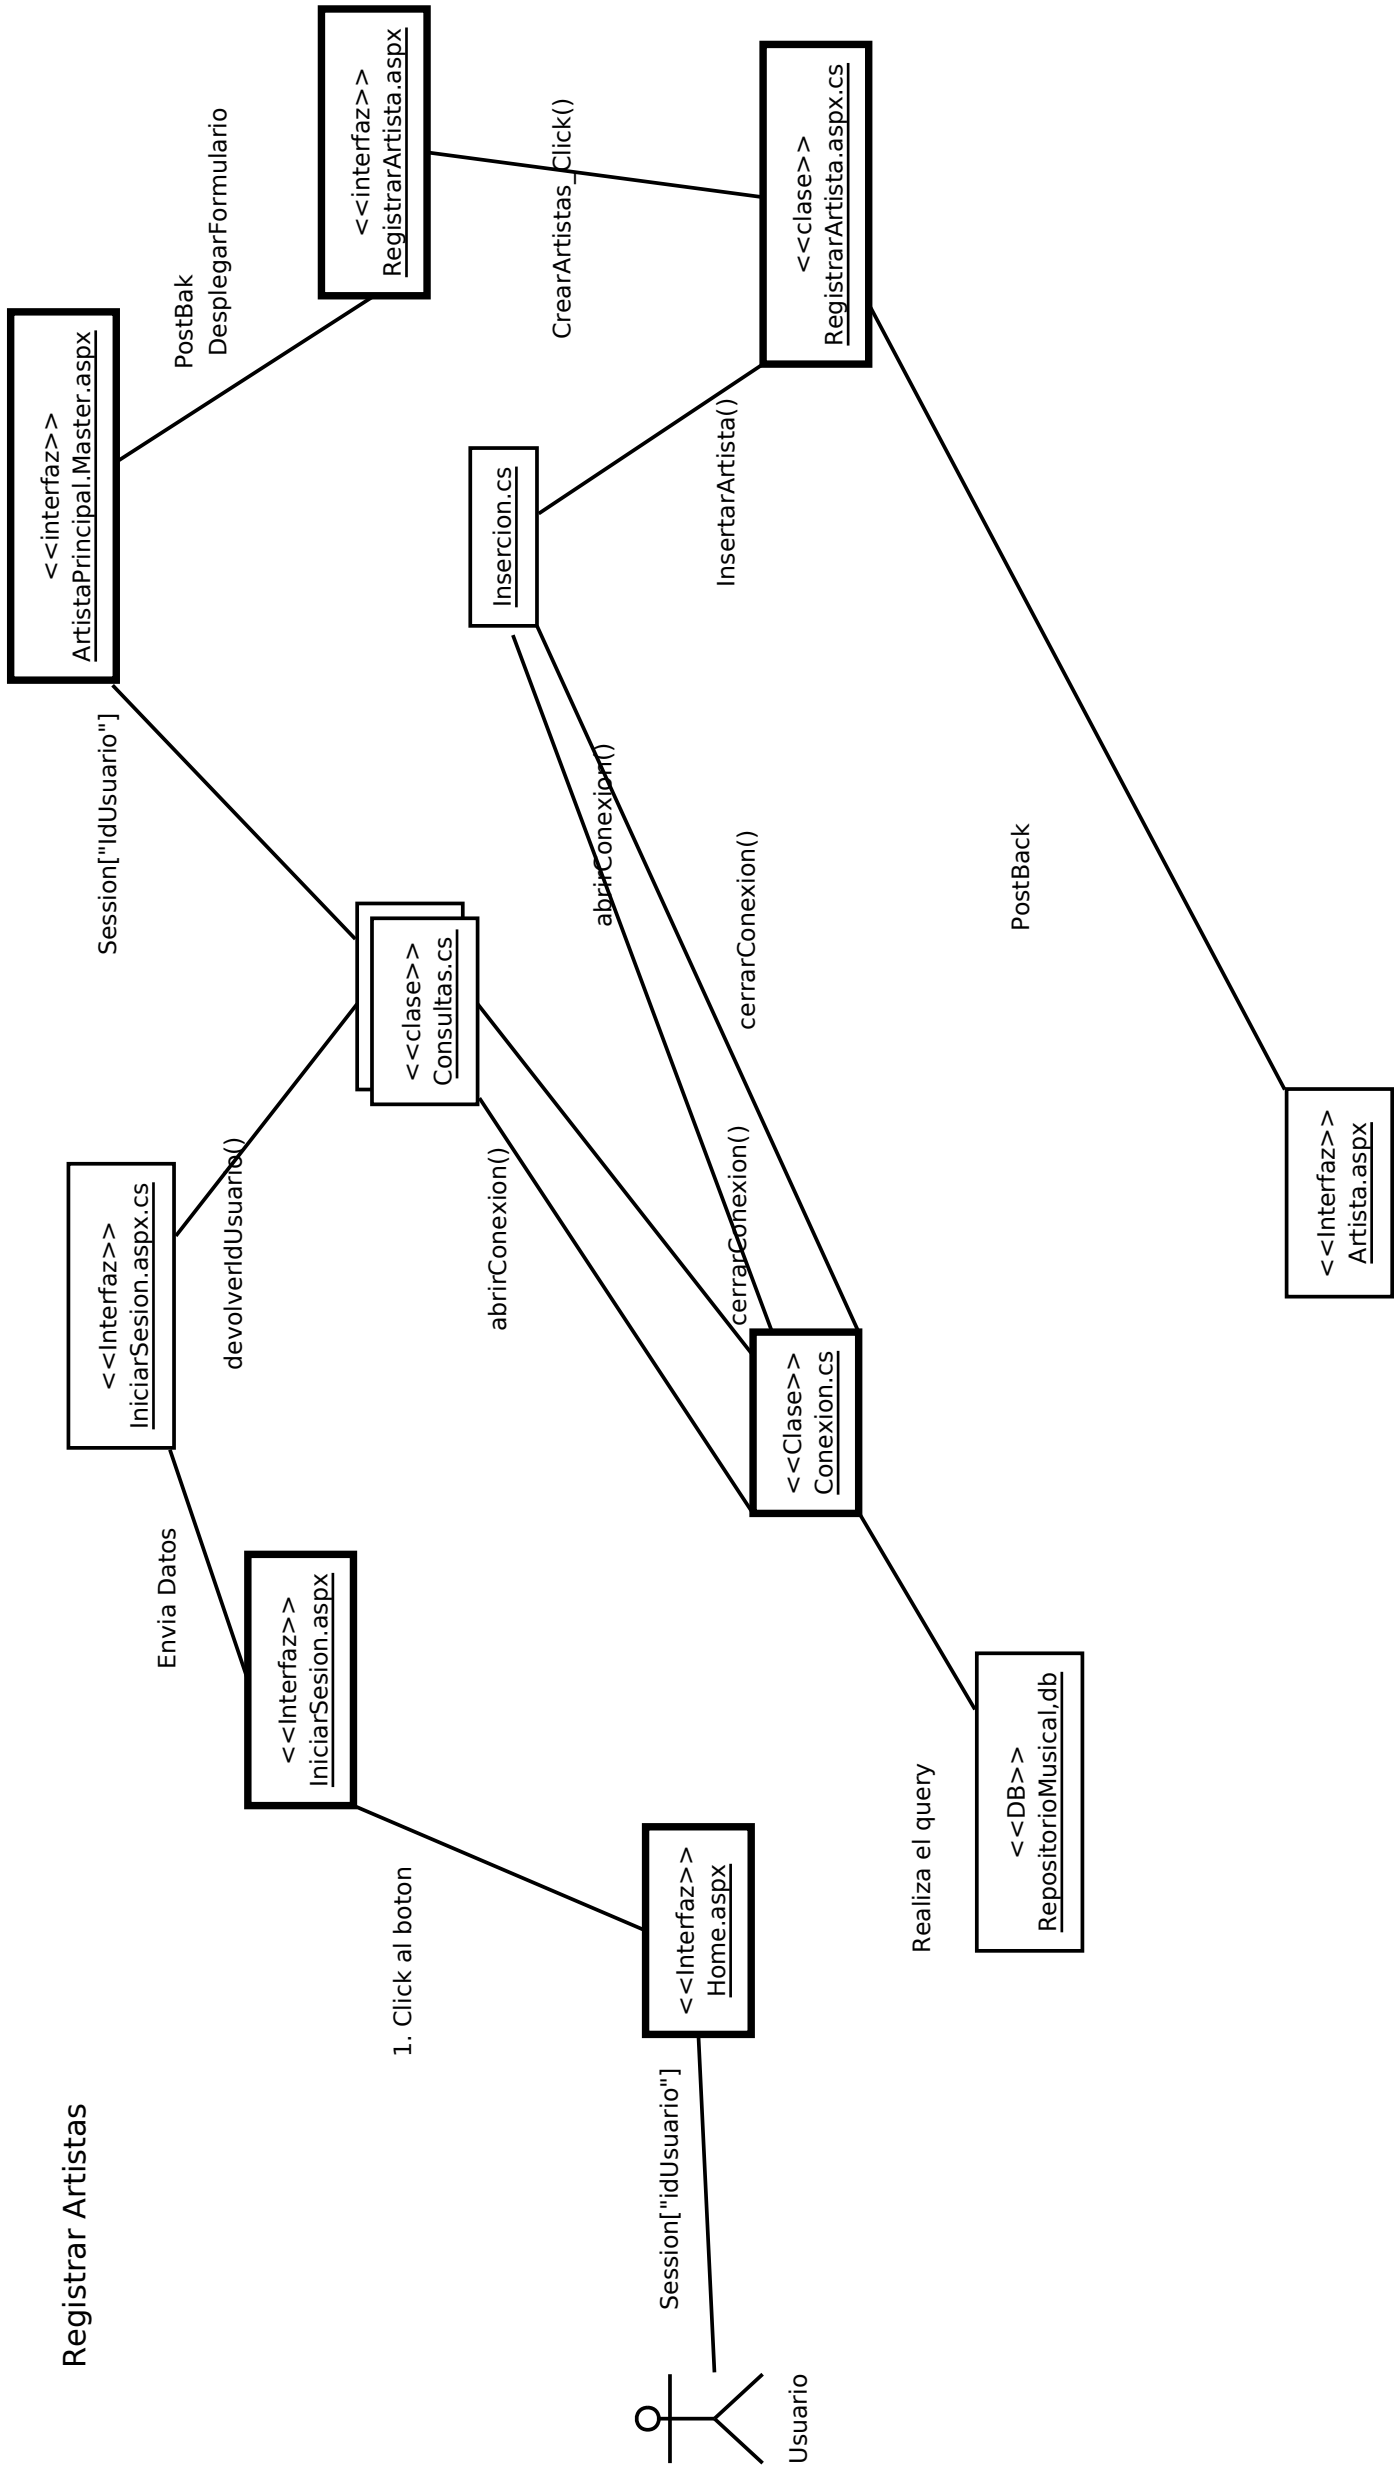 Registrar Artistas
<<interfaz>>
ArtistaPrincipal.Master.aspx
Session["IdUsuario"]
<<Interfaz>>
IniciarSesion.aspx.cs
Envia Datos
PostBak
DesplegarFormulario
devolverIdUsuario()
<<Interfaz>>
IniciarSesion.aspx
<<interfaz>>
RegistrarArtista.aspx
<<clase>>
Consultas.cs
1. Click al boton
abrirConexion()
Insercion.cs
CrearArtistas_Click()
abrirConexion()
Session["idUsuario"]
<<Interfaz>>
Home.aspx
InsertarArtista()
cerrarConexion()
cerrarConexion()
Usuario
<<Clase>>
Conexion.cs
<<clase>>
RegistrarArtista.aspx.cs
Realiza el query
PostBack
<<DB>>
RepositorioMusical,db
<<Interfaz>>
Artista.aspx